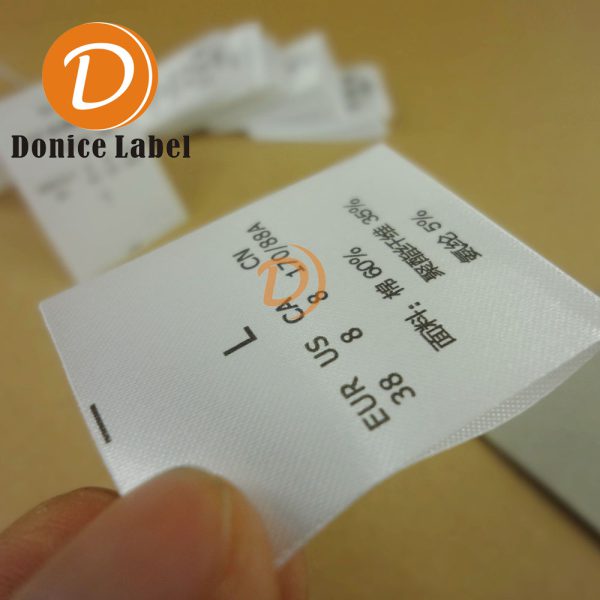 D
Donice Label
L
EUR US CA CN
38 8 8 170/88A
面料：棉 60%
聚酯纤维 35%
氨纶 5%
D